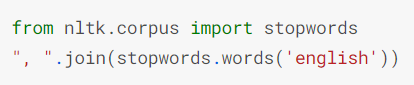 from nltk.corpus import stopwords
", ".join(stopwords.words('english'))